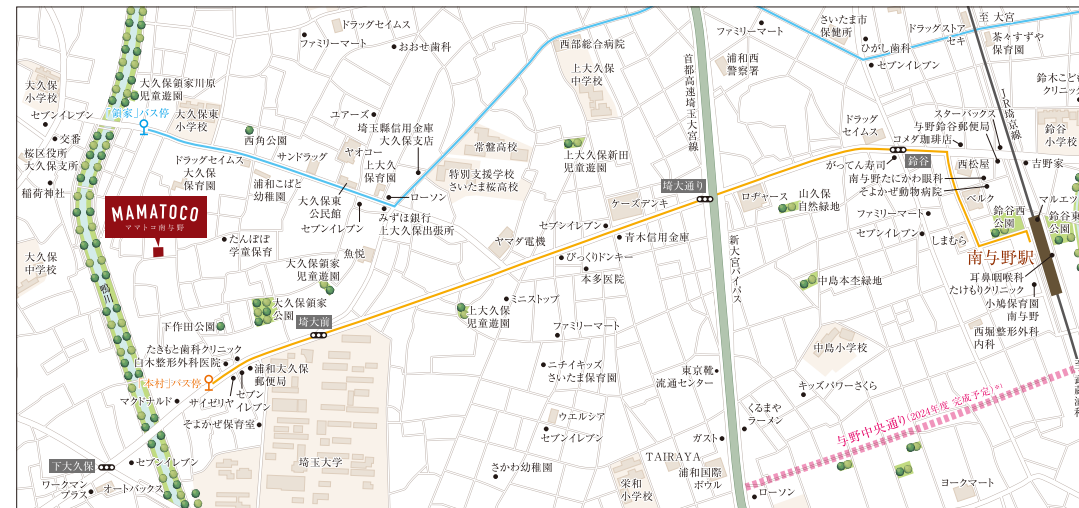 大久保
小学校
セブンイレブン
交番
桜区役所
大久保支所
稲荷神社
大久保
中学校
大久保領家川原
児童遊園
「領家」バス停
大久保東
小学校
MAMATOCO
ママトコ南与野
鴨川
ドラッグセイムス
ファミリーマート
おおせ歯科
西角公園
ドラッグセイムス
大久保
保育園
サンドラッグ
浦和こばと
幼稚園
ユアーズ
埼玉縣信用金庫
大久保支店
ヤオコー
上大久
保育園
大久保東
公民館
セブンイレブン
ローソン
みずほ銀行
上大久保出張所
常盤高校
特別支援学校
さいたま桜高校
西部総合病院
上大久保
中学校
上大久保新田
児童遊園
たんぽぽ
学童保育
魚悦
大久保領家
児童遊園
大久保領家
公園
下作田公園
埼大前
たきもと歯科クリニック
白木整形外科医院
「本村」バス停
浦和大久保
郵便局
セブン
イレブン
サイゼリヤ
マクドナルド
そよかぜ保育室
下大久保
セブンイレブン
ワークマン
プラス
オートバックス
埼玉大学
ヤマダ電機
セブンイレブン
ケーズデンキ
青木信用金庫
びっくりドンキー
本多医院
ミニストップ
上大久保
児童遊園
ファミリーマート
ニチイキッズ
さいたま保育園
ウエルシア
セブンイレブン
さかわ幼稚園
栄和
小学校
TAIRAYA
浦和国際
ボウル
ガスト
東京靴
流通センター
くるまや
ラーメン
ローソン
首都高速埼玉大宮線
埼大通り
新大宮バイパス
ファミリーマート
浦和西
警察署
さいたま市
保健所
ひがし歯科
セブンイレブン
ドラッグストア
セキ
至 大宮
茶々すずや
保育園
鈴木こども
クリニック
JR埼京線
スターバックス
与野鈴谷郵便局
コメダ珈琲店
ドラッグ
セイムス
鈴谷
がってん寿司
南与野たにかわ眼科
そよかぜ動物病院
西松屋
ベルク
鈴谷
小学校
吉野家
マルエツ
鈴谷西
公園
鈴谷東
公園
ロヂャース
山久保
自然緑地
ファミリーマート
セブンイレブン
しまむら
南与野駅
耳鼻咽喉科
たけもりクリニック
小鳩保育園
南与野
西堀整形外科
内科
中島本杢緑地
中島小学校
キッズパワーさくら
与野中央通り(2024年度 完成予定)※1
至 武蔵浦和
ヨークマート